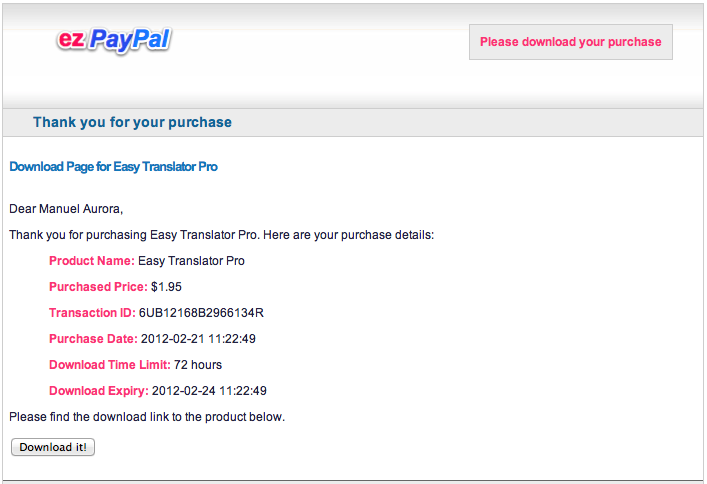 ez PayPal
Please download your purchase
Thank you for your purchase
Download Page for Easy Translator Pro
Dear Manuel Aurora,
Thank you for purchasing Easy Translator Pro. Here are your purchase details:
Product Name: Easy Translator Pro
Purchased Price: $1.95
Transaction ID: 6UB12168B2966134R
Purchase Date: 2012-02-21 11:22:49
Download Time Limit: 72 hours
Download Expiry: 2012-02-24 11:22:49
Please find the download link to the product below.
Download it!